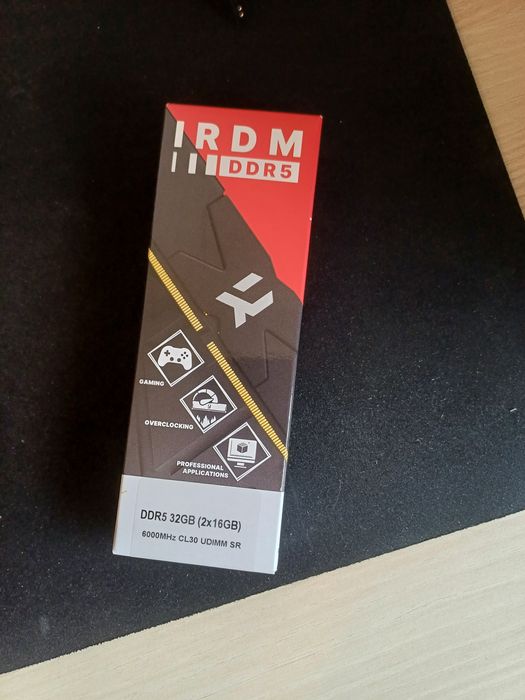 IRDM
DDR5
GAMING
OVERCLOCKING
PROFESSIONAL
APPLICATIONS
DDR5 32GB (2x16GB)
6000MHz CL30 UDIMM SR